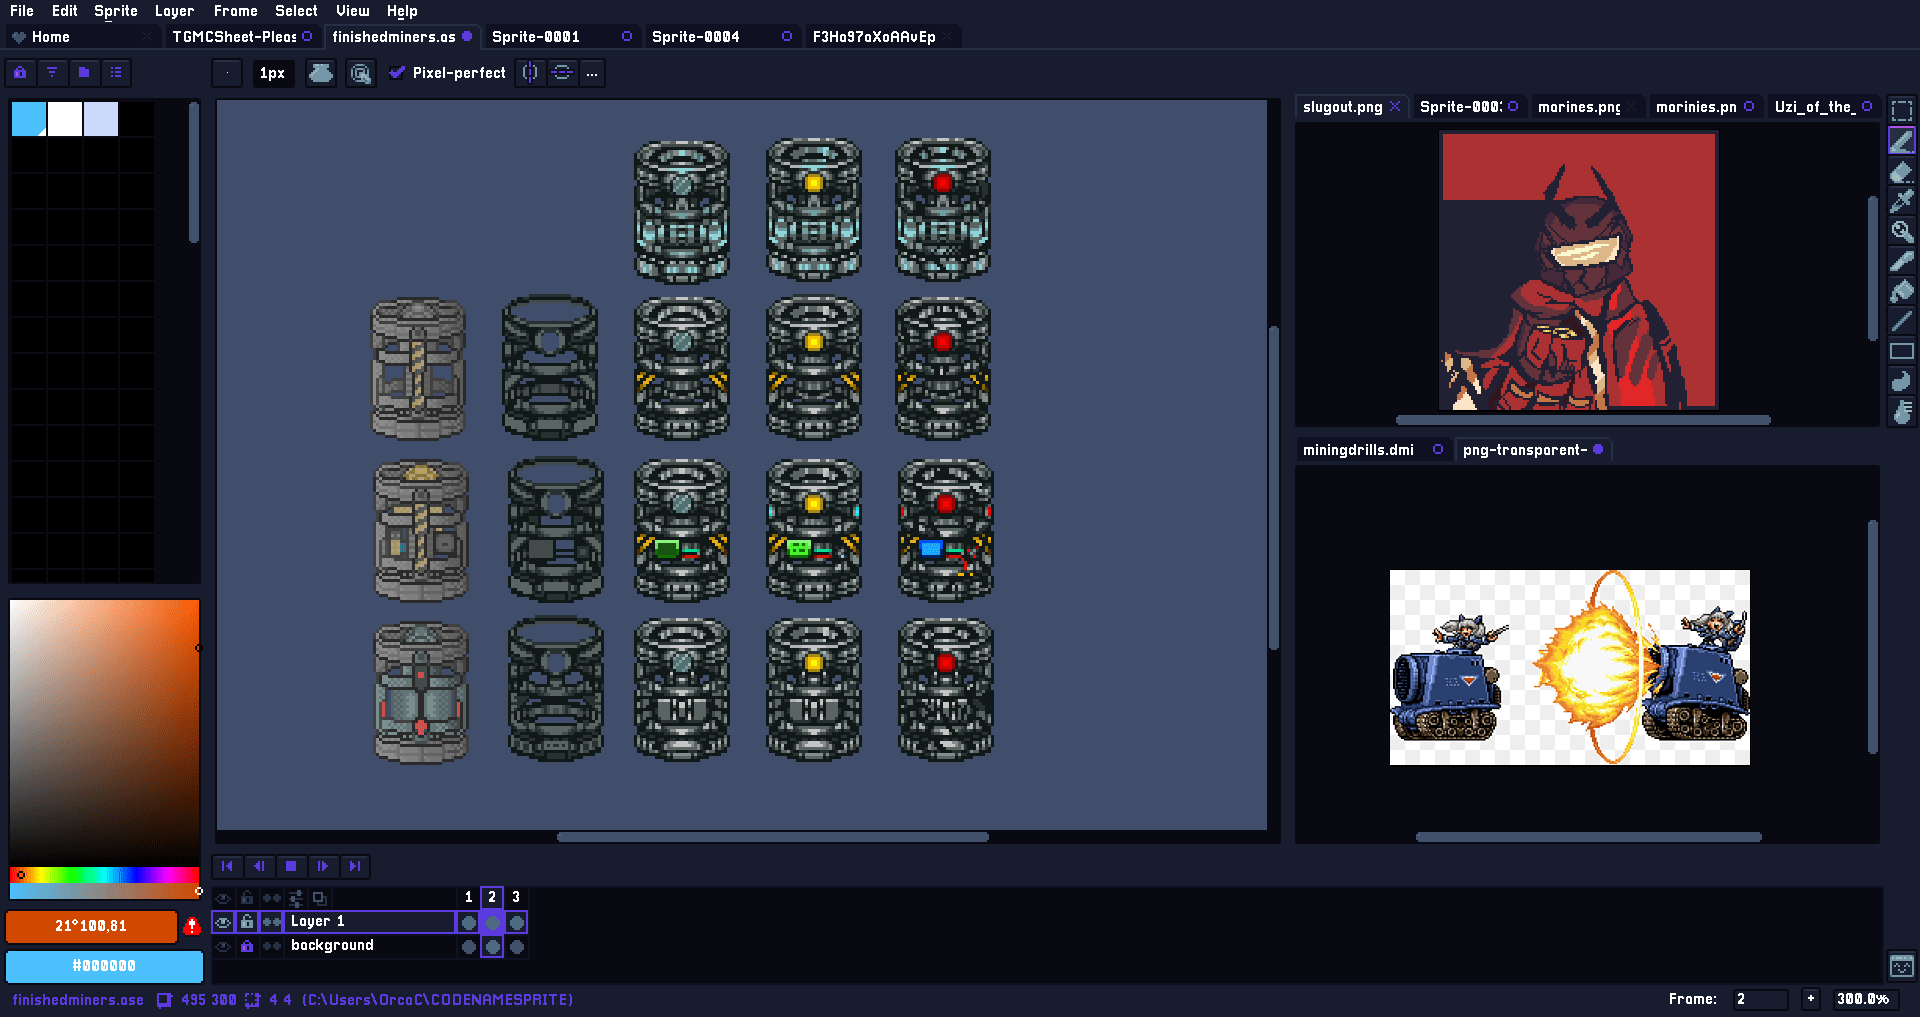 File Edit Sprite Layer Frame Select View Help
Home TGMCSheet-Pleas finishedminers.as Sprite-0001 Sprite-0004 F3Ha97aXoAAvEp
1px Pixel-perfect ...
slugout.png Sprite-000 marines.png marinies.pn Uzi_of_the_
miningdrills.dmi png-transparent-
1 2 3
Layer 1
background
21°100,81
#000000
finishedminers.ase 495 300 4 4 (C:\Users\OrcaC\CODENAMESPRITE)
Frame: 2 + 300.0%